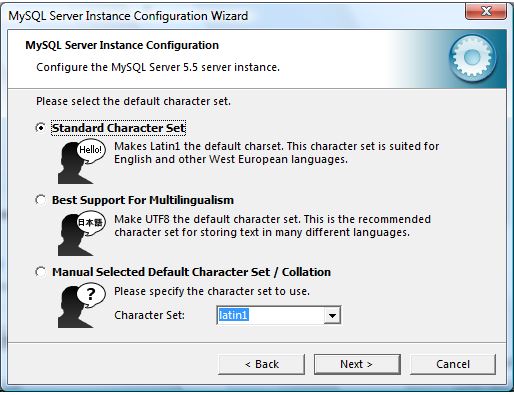 MySQL Server Instance Configuration Wizard
MySQL Server Instance Configuration
Configure the MySQL Server 5.5 server instance.
Please select the default character set.
Standard Character Set
Hello!
Makes Latin1 the default charset. This character set is suited for
English and other West European languages.
Best Support For Multilingualism
日本語
Make UTF8 the default character set. This is the recommended
character set for storing text in many different languages.
Manual Selected Default Character Set / Collation
?
Please specify the character set to use.
Character Set: latin1
< Back Next > Cancel